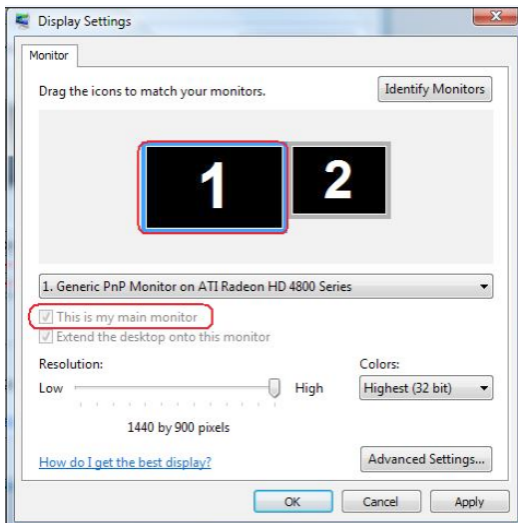 Display Settings
Monitor
Drag the icons to match your monitors.
Identify Monitors
1 2
1. Generic PnP Monitor on ATI Radeon HD 4800 Series
This is my main monitor
Extend the desktop onto this monitor
Resolution: Colors:
Low High Highest (32 bit)
1440 by 900 pixels
How do I get the best display? Advanced Settings...
OK Cancel Apply